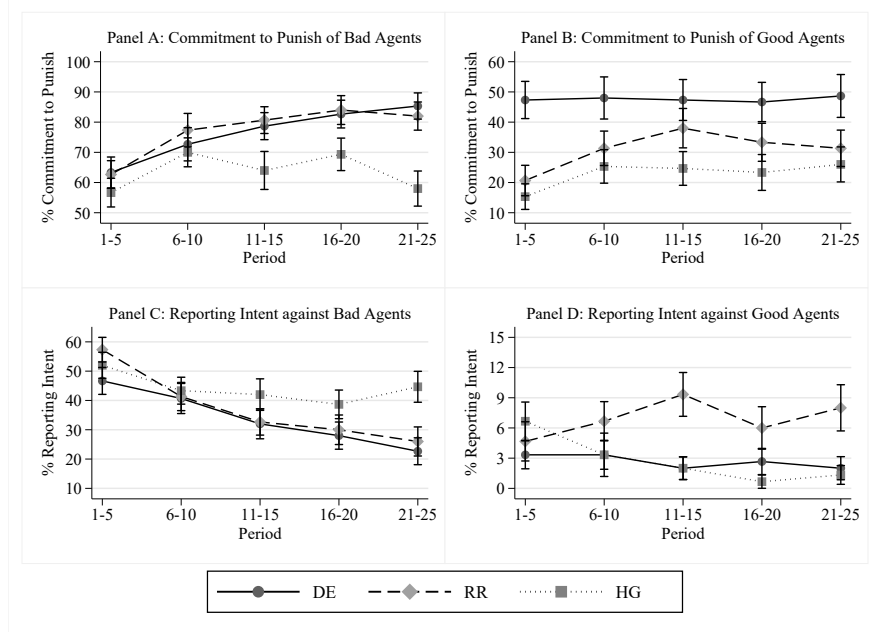 Panel A: Commitment to Punish of Bad Agents
% Commitment to Punish
100
90
80
70
60
50
1-5 6-10 11-15 16-20 21-25
Period
Panel B: Commitment to Punish of Good Agents
% Commitment to Punish
60
50
40
30
20
10
1-5 6-10 11-15 16-20 21-25
Period
Panel C: Reporting Intent against Bad Agents
% Reporting Intent
60
50
40
30
20
10
1-5 6-10 11-15 16-20 21-25
Period
Panel D: Reporting Intent against Good Agents
% Reporting Intent
15
12
9
6
3
0
1-5 6-10 11-15 16-20 21-25
Period
DE RR HG